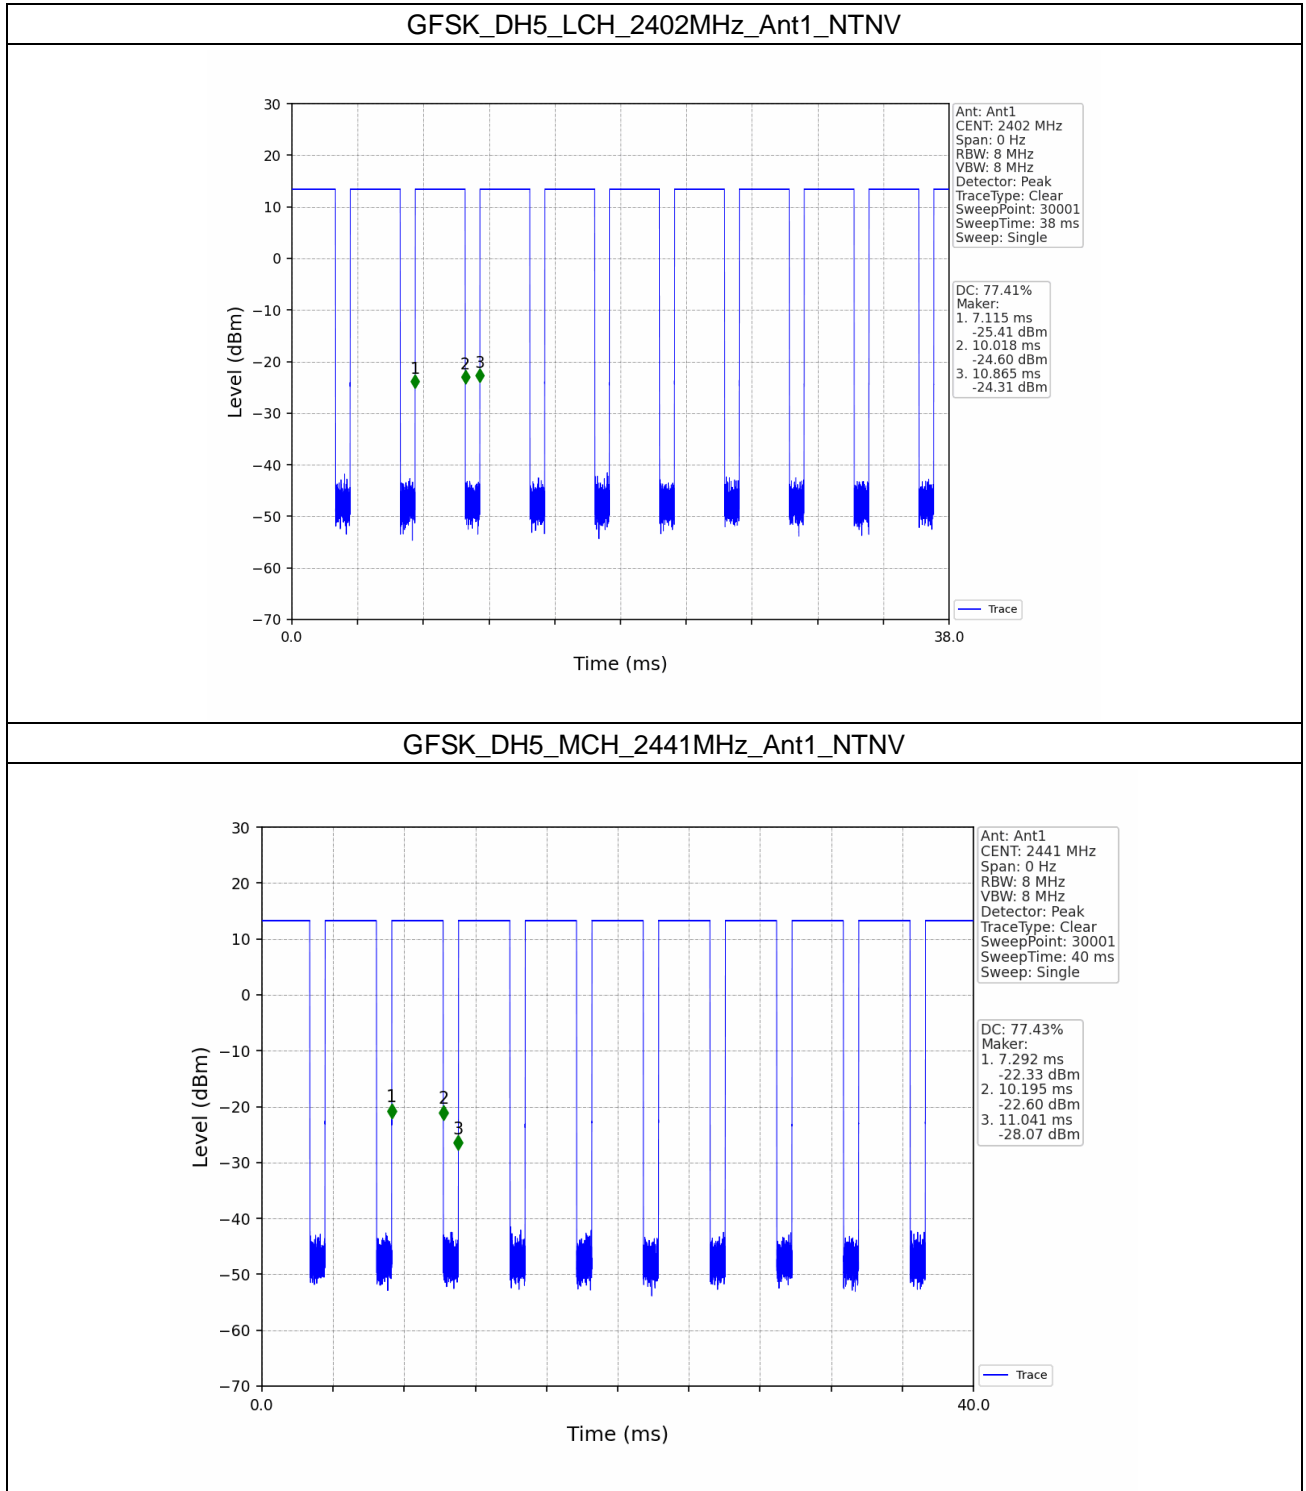 GFSK_DH5_LCH_2402MHz_Ant1_NTNV
30
20
10
0
−10
−20
−30
−40
−50
−60
−70
Level (dBm)
1
2
3
0.0
38.0
Time (ms)
Ant: Ant1
CENT: 2402 MHz
Span: 0 Hz
RBW: 8 MHz
VBW: 8 MHz
Detector: Peak
TraceType: Clear
SweepPoint: 30001
SweepTime: 38 ms
Sweep: Single
DC: 77.41%
Maker:
1. 7.115 ms
-25.41 dBm
2. 10.018 ms
-24.60 dBm
3. 10.865 ms
-24.31 dBm
Trace
GFSK_DH5_MCH_2441MHz_Ant1_NTNV
30
20
10
0
−10
−20
−30
−40
−50
−60
−70
Level (dBm)
1
2
3
0.0
40.0
Time (ms)
Ant: Ant1
CENT: 2441 MHz
Span: 0 Hz
RBW: 8 MHz
VBW: 8 MHz
Detector: Peak
TraceType: Clear
SweepPoint: 30001
SweepTime: 40 ms
Sweep: Single
DC: 77.43%
Maker:
1. 7.292 ms
-22.33 dBm
2. 10.195 ms
-22.60 dBm
3. 11.041 ms
-28.07 dBm
Trace